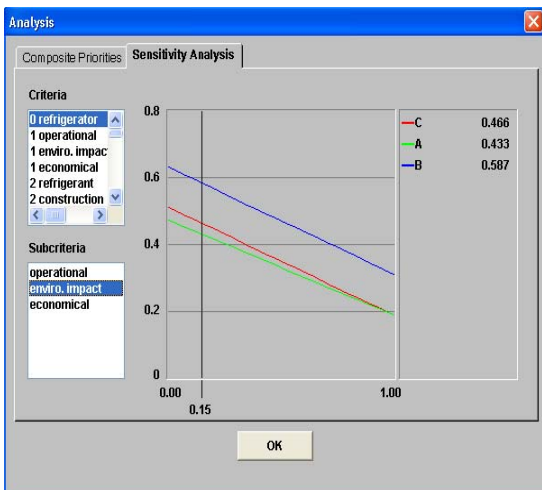 Analysis
Composite Priorities
Sensitivity Analysis
Criteria
0 refrigerator
1 operational
1 enviro. impac
1 economical
2 refrigerant
2 construction
Subcriteria
operational
enviro. impact
economical
0.8
0.6
0.4
0.2
0
0.00
1.00
0.15
C 0.466
A 0.433
B 0.587
OK